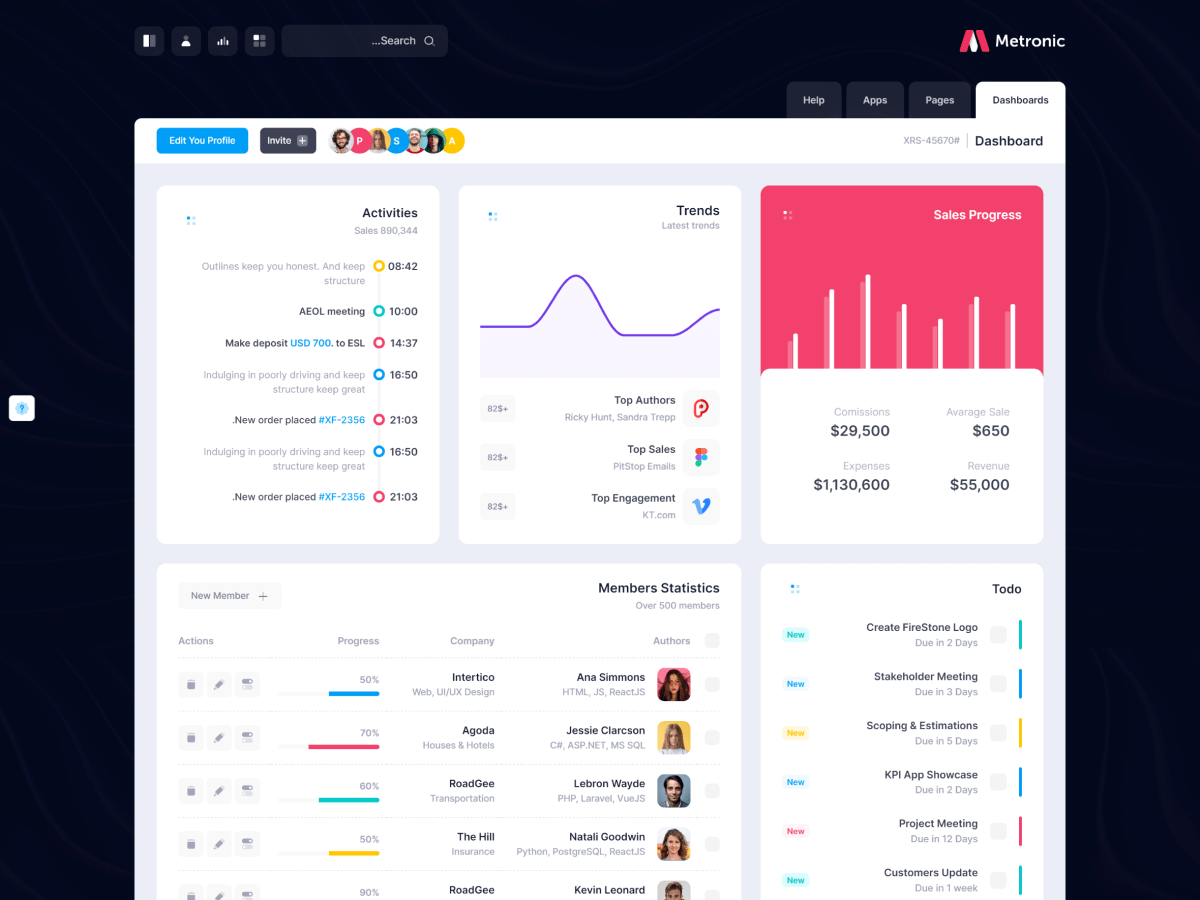 ...Search
Metronic
Help
Apps
Pages
Dashboards
Edit You Profile
Invite
P
S
A
XRS-45670#
Dashboard
Activities
Sales 890,344
Outlines keep you honest. And keep
structure
08:42
AEOL meeting
10:00
Make deposit USD 700. to ESL
14:37
Indulging in poorly driving and keep
structure keep great
16:50
.New order placed #XF-2356
21:03
Indulging in poorly driving and keep
structure keep great
16:50
.New order placed #XF-2356
21:03
Trends
Latest trends
82$+
Top Authors
Ricky Hunt, Sandra Trepp
82$+
Top Sales
PitStop Emails
82$+
Top Engagement
KT.com
Sales Progress
Comissions
$29,500
Avarage Sale
$650
Expenses
$1,130,600
Revenue
$55,000
New Member
Members Statistics
Over 500 members
Actions
Progress
Company
Authors
50%
Intertico
Web, UI/UX Design
Ana Simmons
HTML, JS, ReactJS
70%
Agoda
Houses & Hotels
Jessie Clarcson
C#, ASP.NET, MS SQL
60%
RoadGee
Transportation
Lebron Wayde
PHP, Laravel, VueJS
50%
The Hill
Insurance
Natali Goodwin
Python, PostgreSQL, ReactJS
90%
RoadGee
Kevin Leonard
Todo
New
Create FireStone Logo
Due in 2 Days
New
Stakeholder Meeting
Due in 3 Days
New
Scoping & Estimations
Due in 5 Days
New
KPI App Showcase
Due in 2 Days
New
Project Meeting
Due in 12 Days
New
Customers Update
Due in 1 week
?